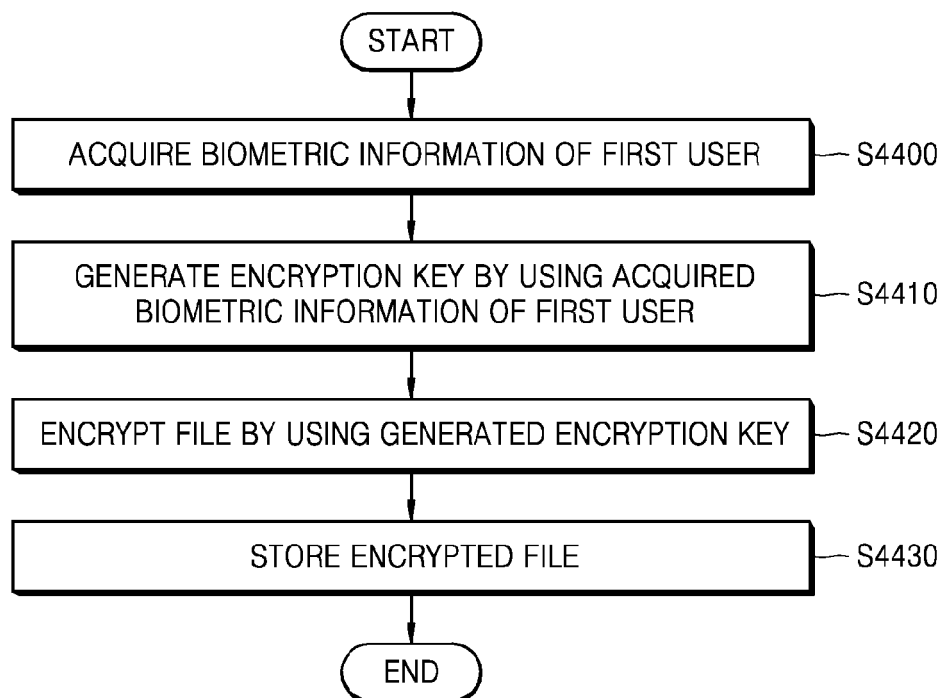 START
ACQUIRE BIOMETRIC INFORMATION OF FIRST USER
S4400
GENERATE ENCRYPTION KEY BY USING ACQUIRED
BIOMETRIC INFORMATION OF FIRST USER
S4410
ENCRYPT FILE BY USING GENERATED ENCRYPTION KEY
S4420
STORE ENCRYPTED FILE
S4430
END